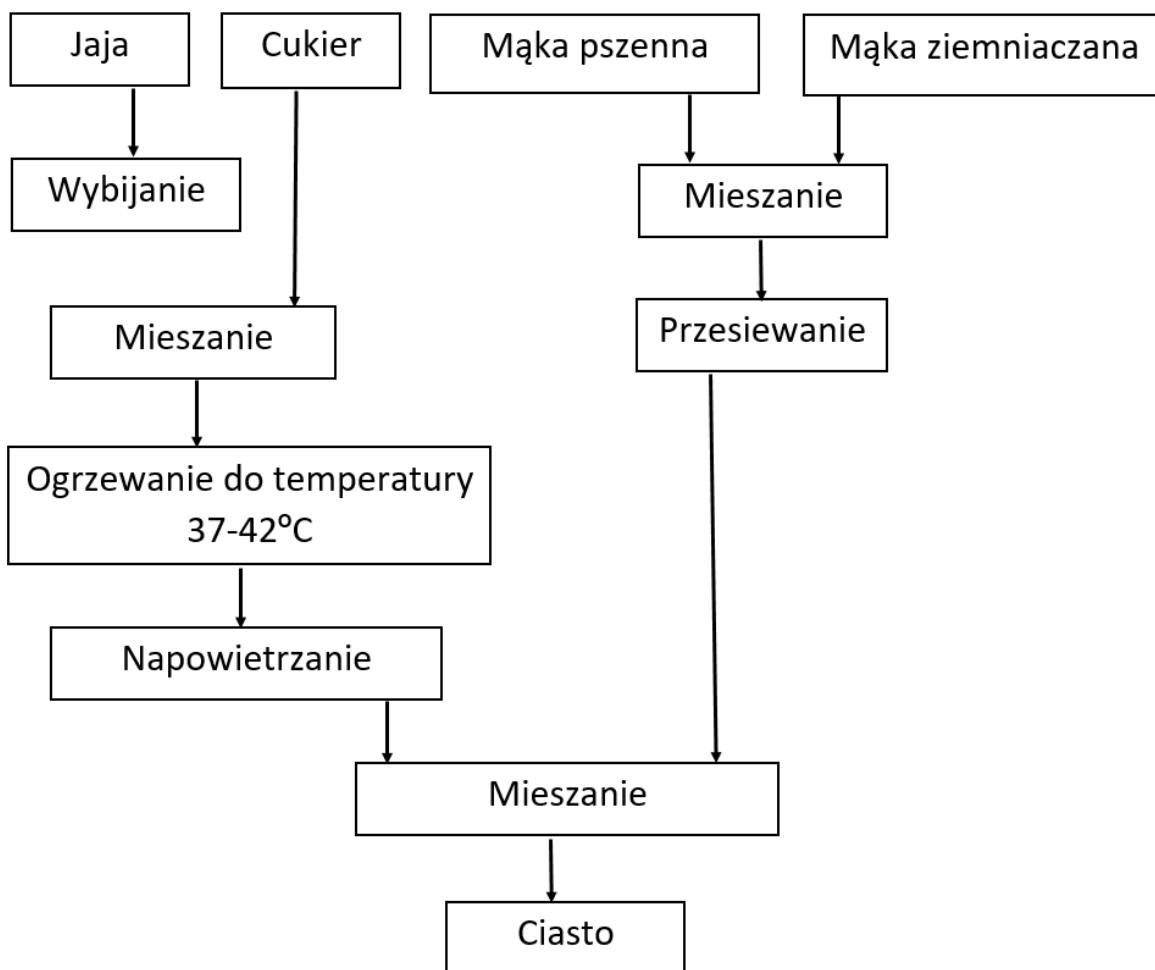 Jaja
Cukier
Mąka pszenna
Mąka ziemniaczana
Wybijanie
Mieszanie
Mieszanie
Przesiewanie
Ogrzewanie do temperatury
37-42°C
Napowietrzanie
Mieszanie
Ciasto